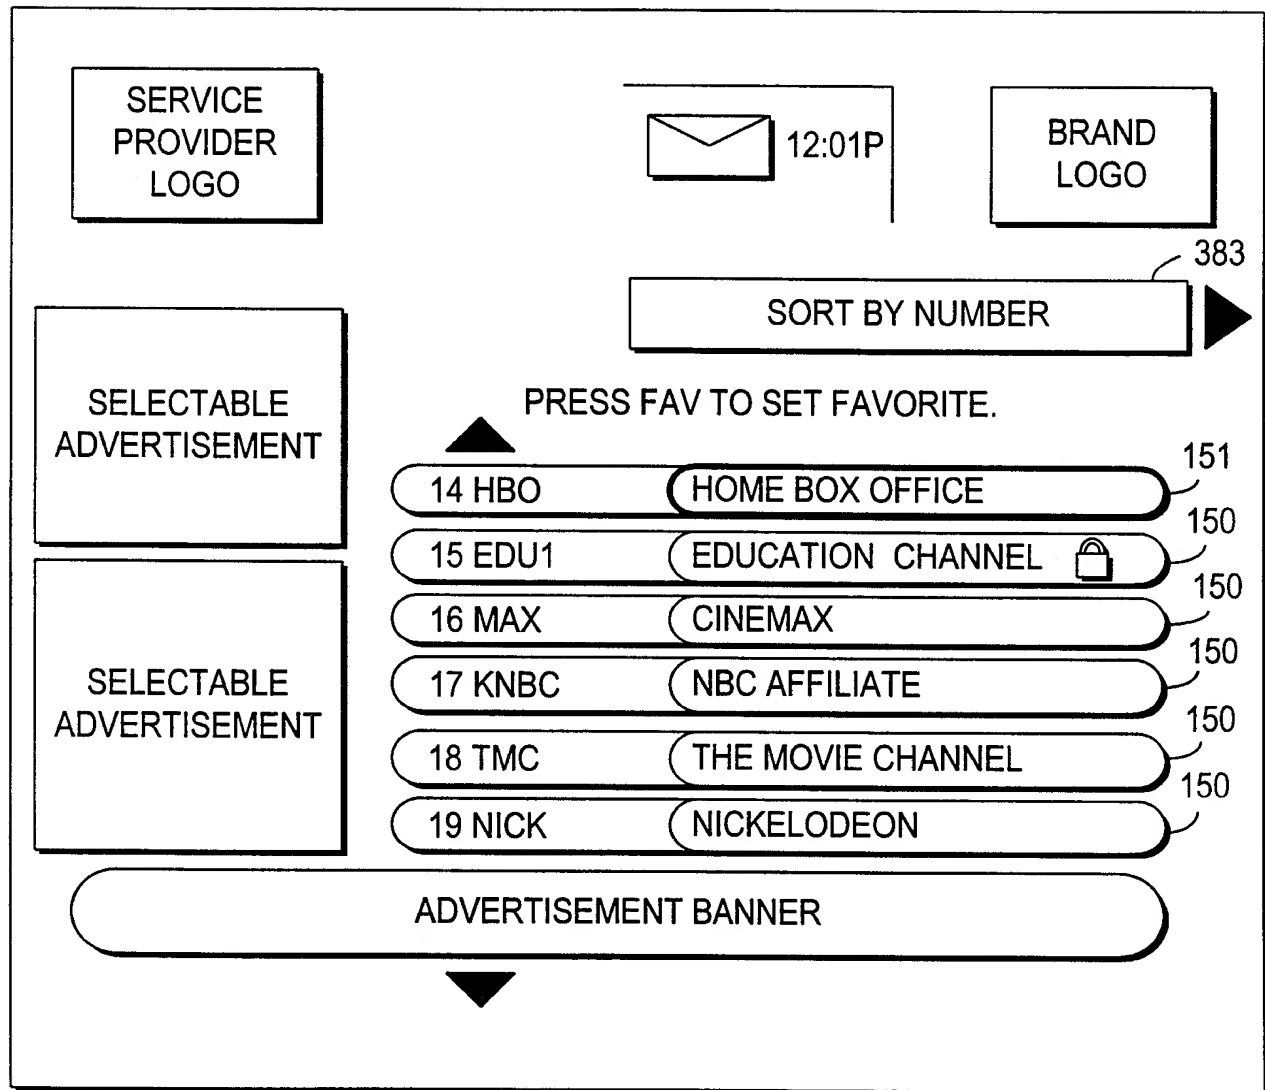 SERVICE
PROVIDER
LOGO
12:01P
BRAND
LOGO
383
SORT BY NUMBER
SELECTABLE
ADVERTISEMENT
PRESS FAV TO SET FAVORITE.
14 HBO HOME BOX OFFICE 151
15 EDU1 EDUCATION CHANNEL 150
16 MAX CINEMAX 150
17 KNBC NBC AFFILIATE 150
SELECTABLE
ADVERTISEMENT
18 TMC THE MOVIE CHANNEL 150
19 NICK NICKELODEON 150
ADVERTISEMENT BANNER